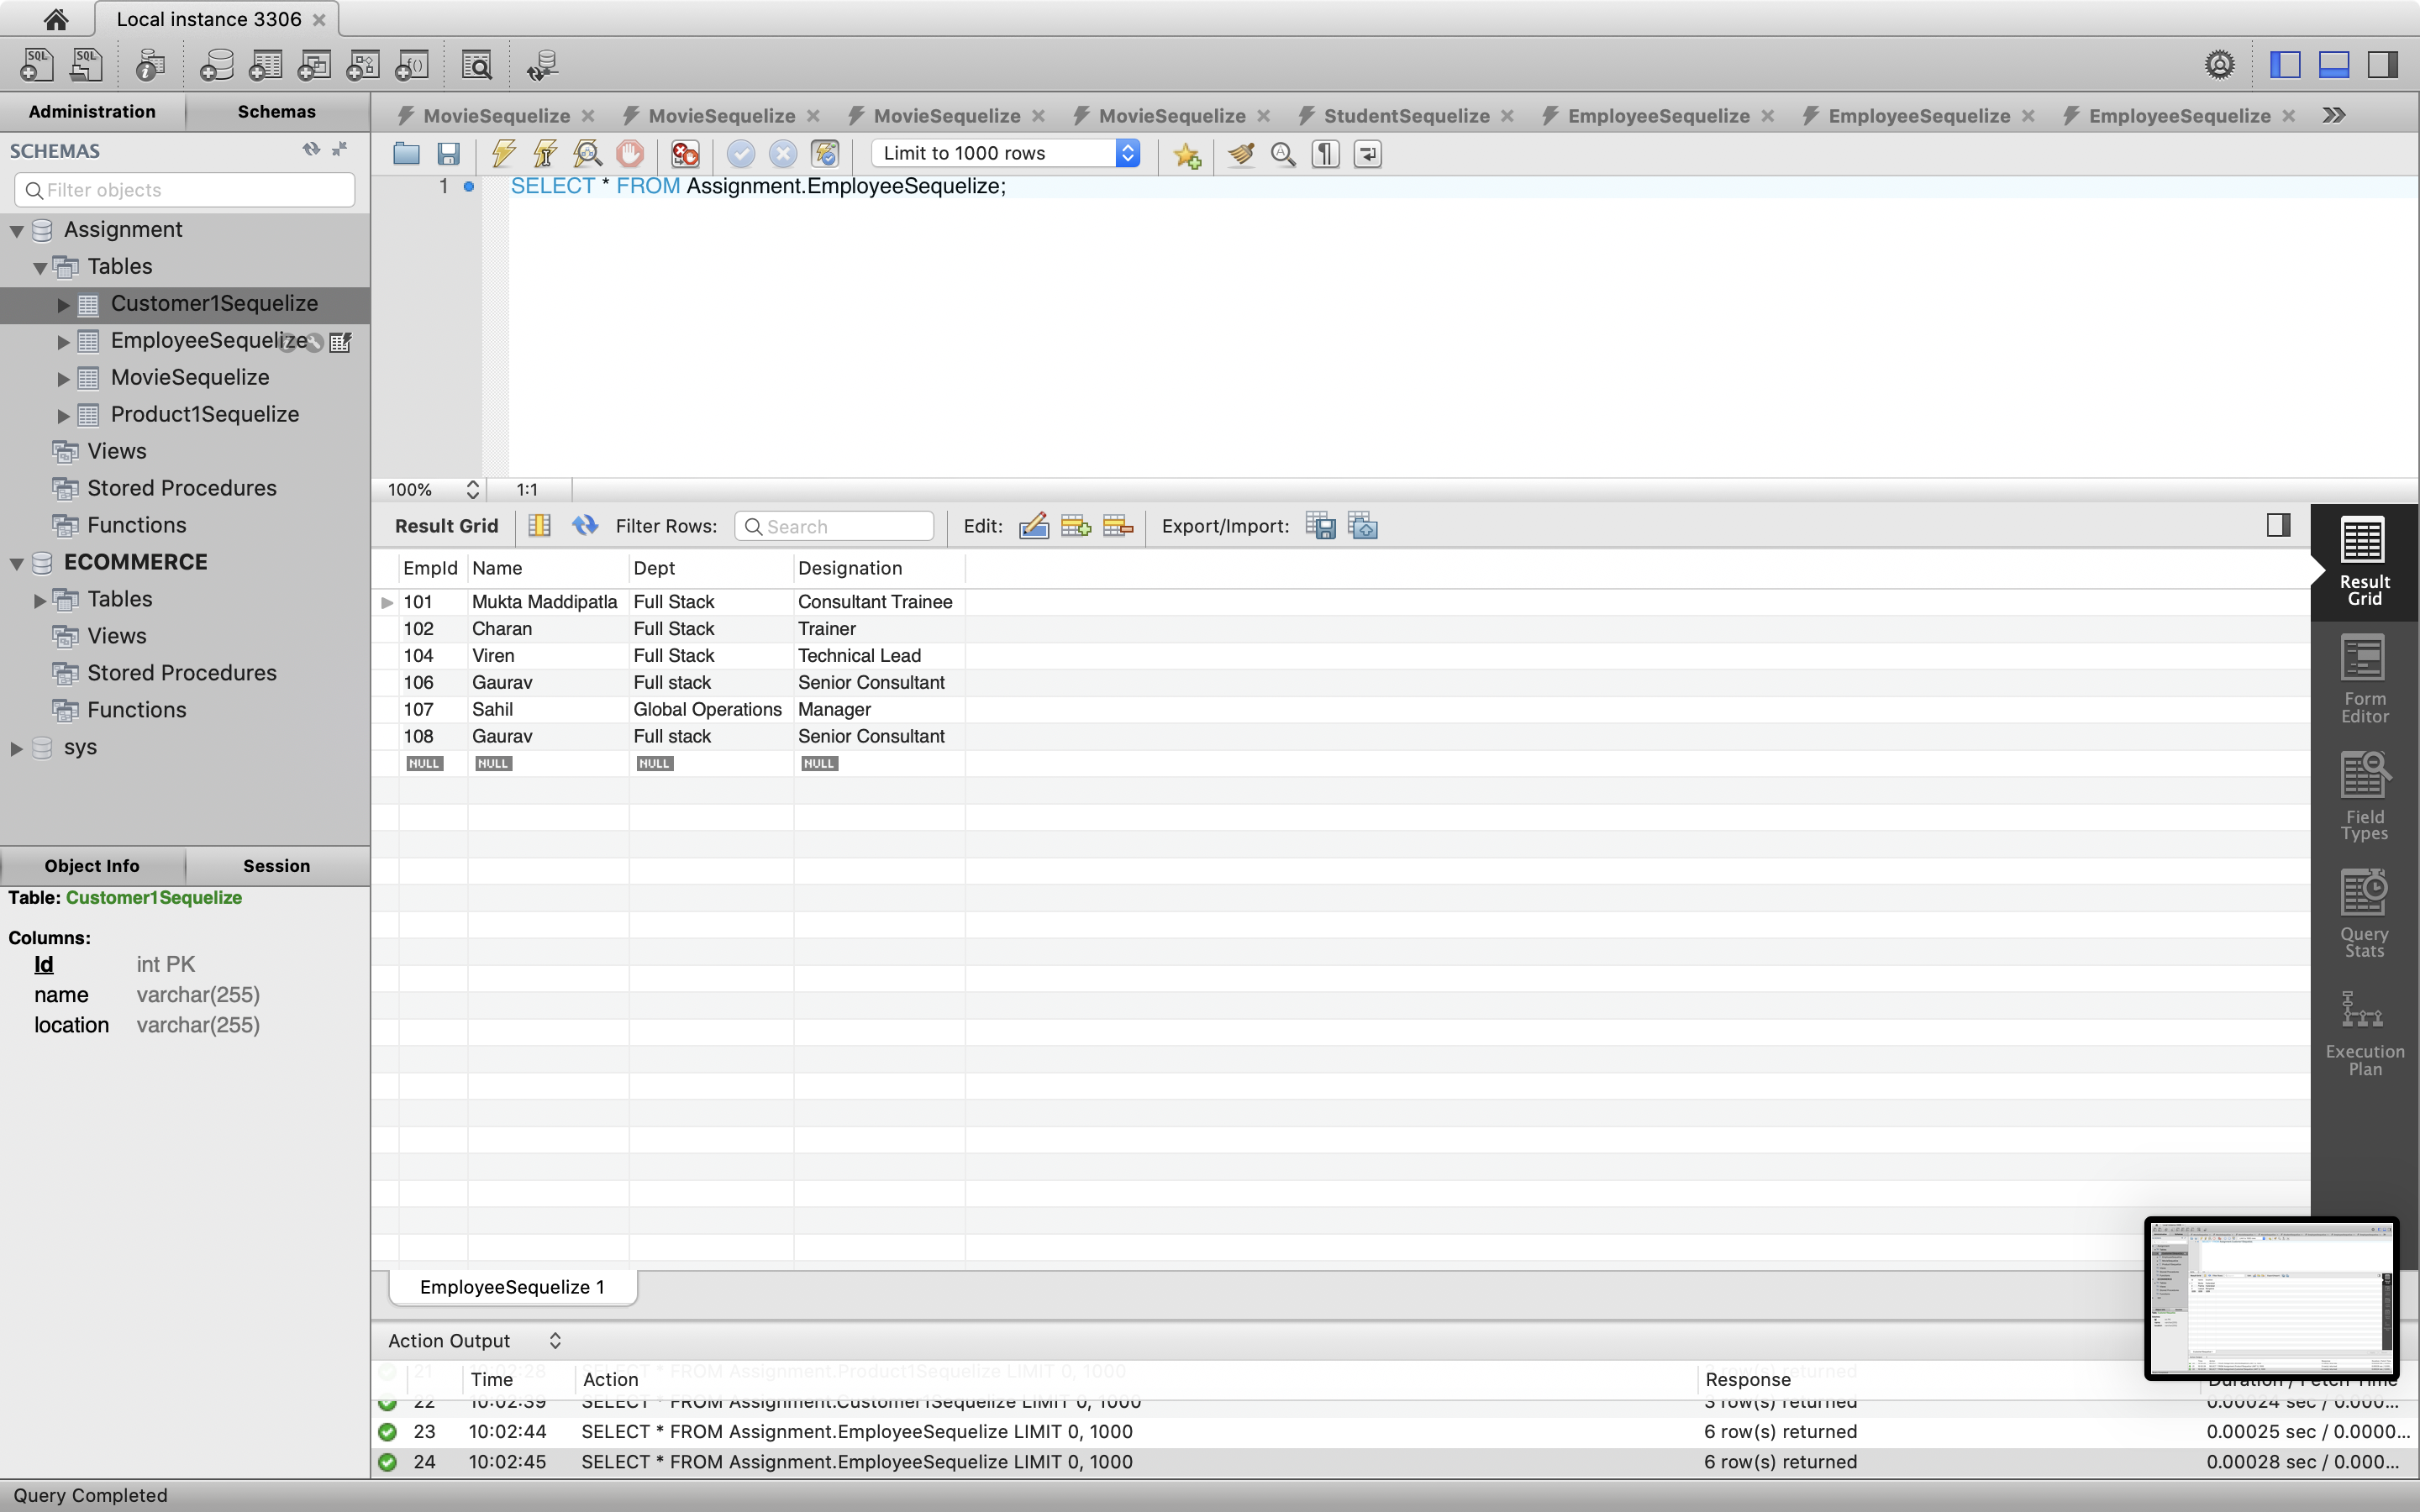 Local instance 3306
Administration Schemas
MovieSequelize MovieSequelize MovieSequelize MovieSequelize StudentSequelize EmployeeSequelize EmployeeSequelize EmployeeSequelize
SCHEMAS
Limit to 1000 rows
Filter objects
1 SELECT * FROM Assignment.EmployeeSequelize;
Assignment
Tables
Customer1Sequelize
EmployeeSequelize
MovieSequelize
Product1Sequelize
Views
Stored Procedures
Functions
ECOMMERCE
Tables
Views
Stored Procedures
Functions
sys
100% 1:1
Result Grid Filter Rows: Search Edit: Export/Import:
EmpId Name Dept Designation
101 Mukta Maddipatla Full Stack Consultant Trainee
102 Charan Full Stack Trainer
104 Viren Full Stack Technical Lead
106 Gaurav Full stack Senior Consultant
107 Sahil Global Operations Manager
108 Gaurav Full stack Senior Consultant
NULL NULL NULL NULL
Result
Grid
Form
Editor
Field
Types
Query
Stats
Execution
Plan
Object Info Session
Table: Customer1Sequelize
Columns:
Id int PK
name varchar(255)
location varchar(255)
EmployeeSequelize 1
Action Output
21 10:02:28 SELECT * FROM Assignment.Product1Sequelize LIMIT 0, 1000 row(s) returned
Time Action Response Duration / Fetch Time
22 10:02:39 SELECT * FROM Assignment.Customer1Sequelize LIMIT 0, 1000 3 row(s) returned 0.00024 sec / 0.000...
23 10:02:44 SELECT * FROM Assignment.EmployeeSequelize LIMIT 0, 1000 6 row(s) returned 0.00025 sec / 0.0000...
24 10:02:45 SELECT * FROM Assignment.EmployeeSequelize LIMIT 0, 1000 6 row(s) returned 0.00028 sec / 0.000...
Query Completed